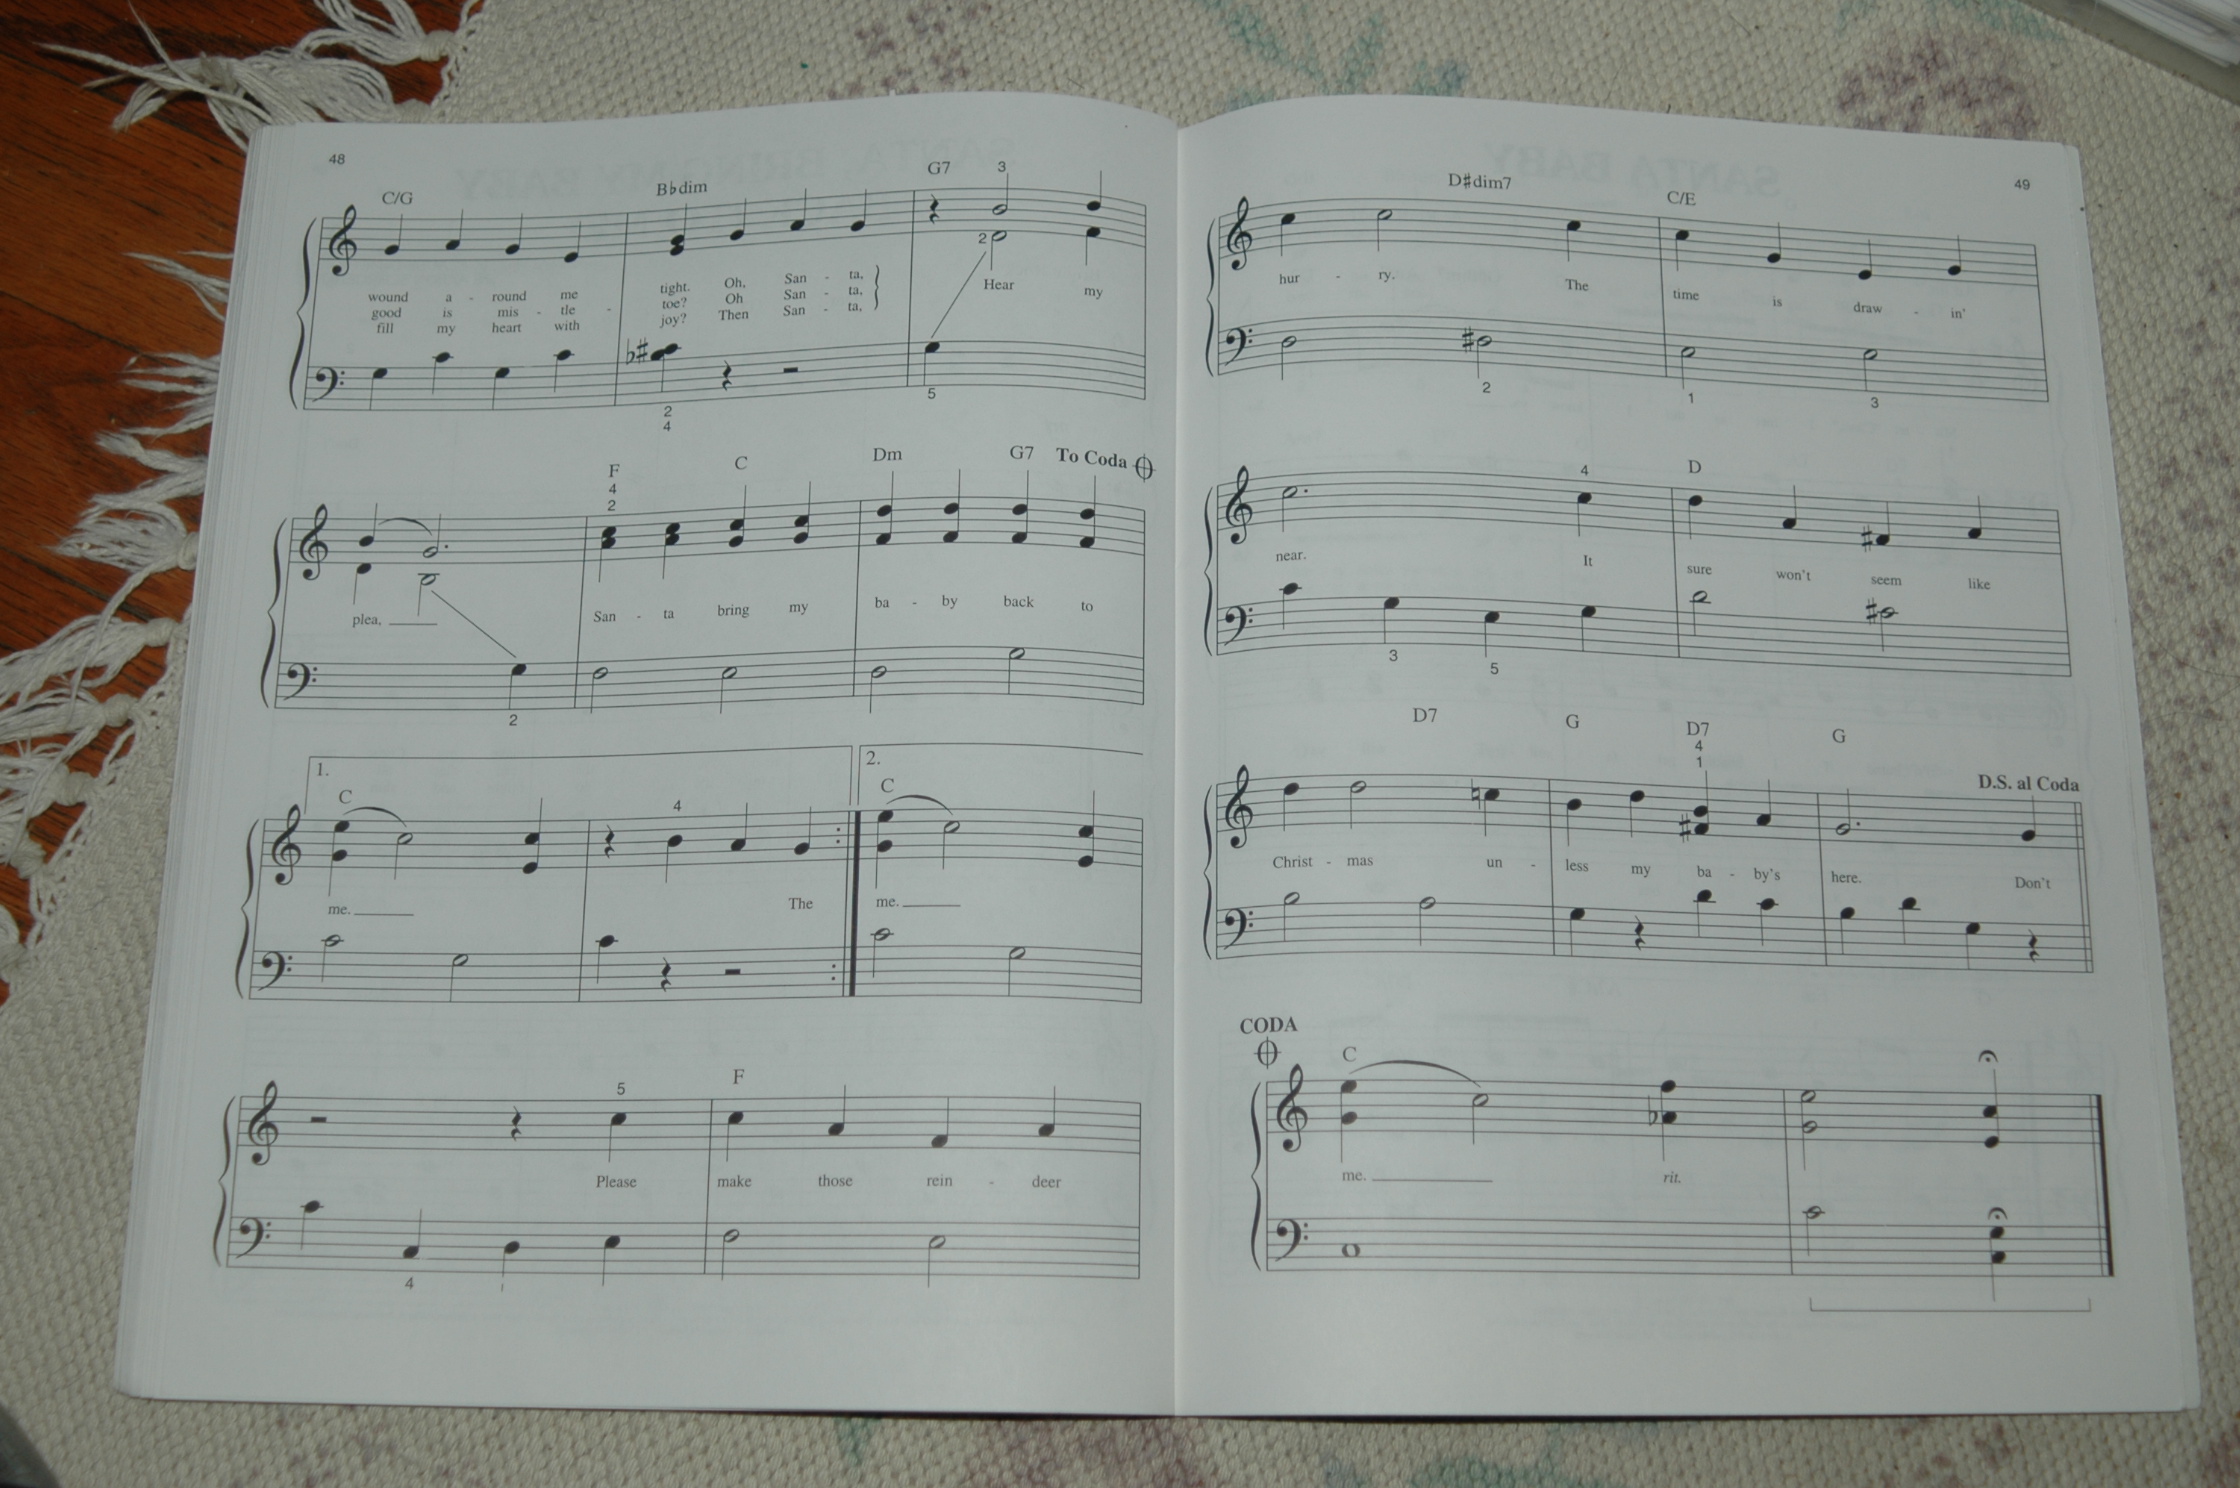 48
C/G B♭dim G7 3
2
wound a - round me tight. Oh, San - ta, Hear my
good is mis - tle - toe? Oh San - ta,
fill my heart with joy? Then San - ta,
2 5
4
F C Dm G7 To Coda
4
2
plea, San - ta bring my ba - by back to
2
1. 2.
C 4 C
me. The me.
5 F
Please make those rein - deer
4
49
D♯dim7 C/E
hur - ry. The time is draw - in'
2 1 3
4 D
near. It sure won't seem like
3 5
D7 G D7 G
4
1
D.S. al Coda
Christ - mas un - less my ba - by's here. Don't
CODA
C
me. rit.